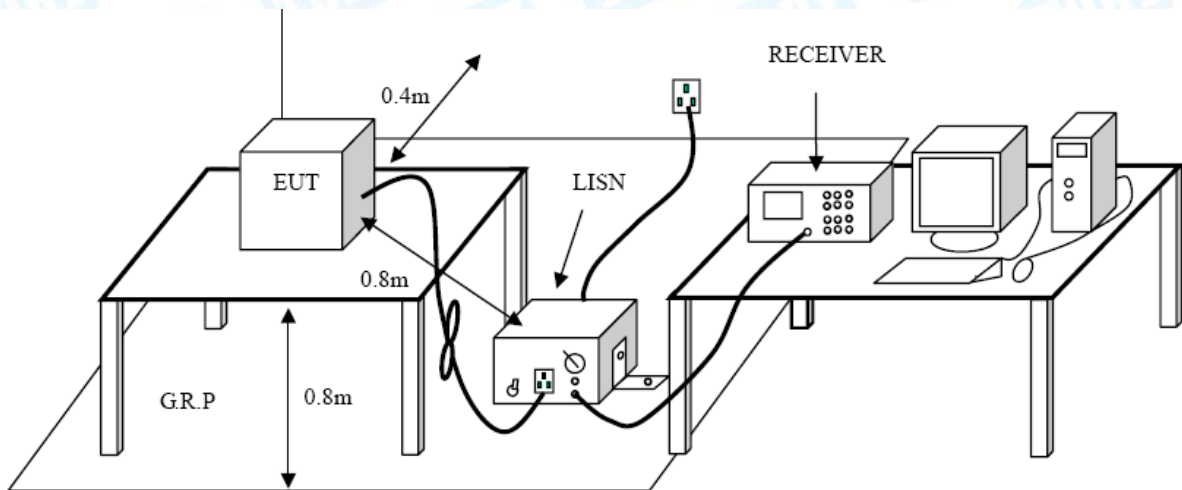 RECEIVER
0.4m
EUT
LISN
0.8m
G.R.P
0.8m